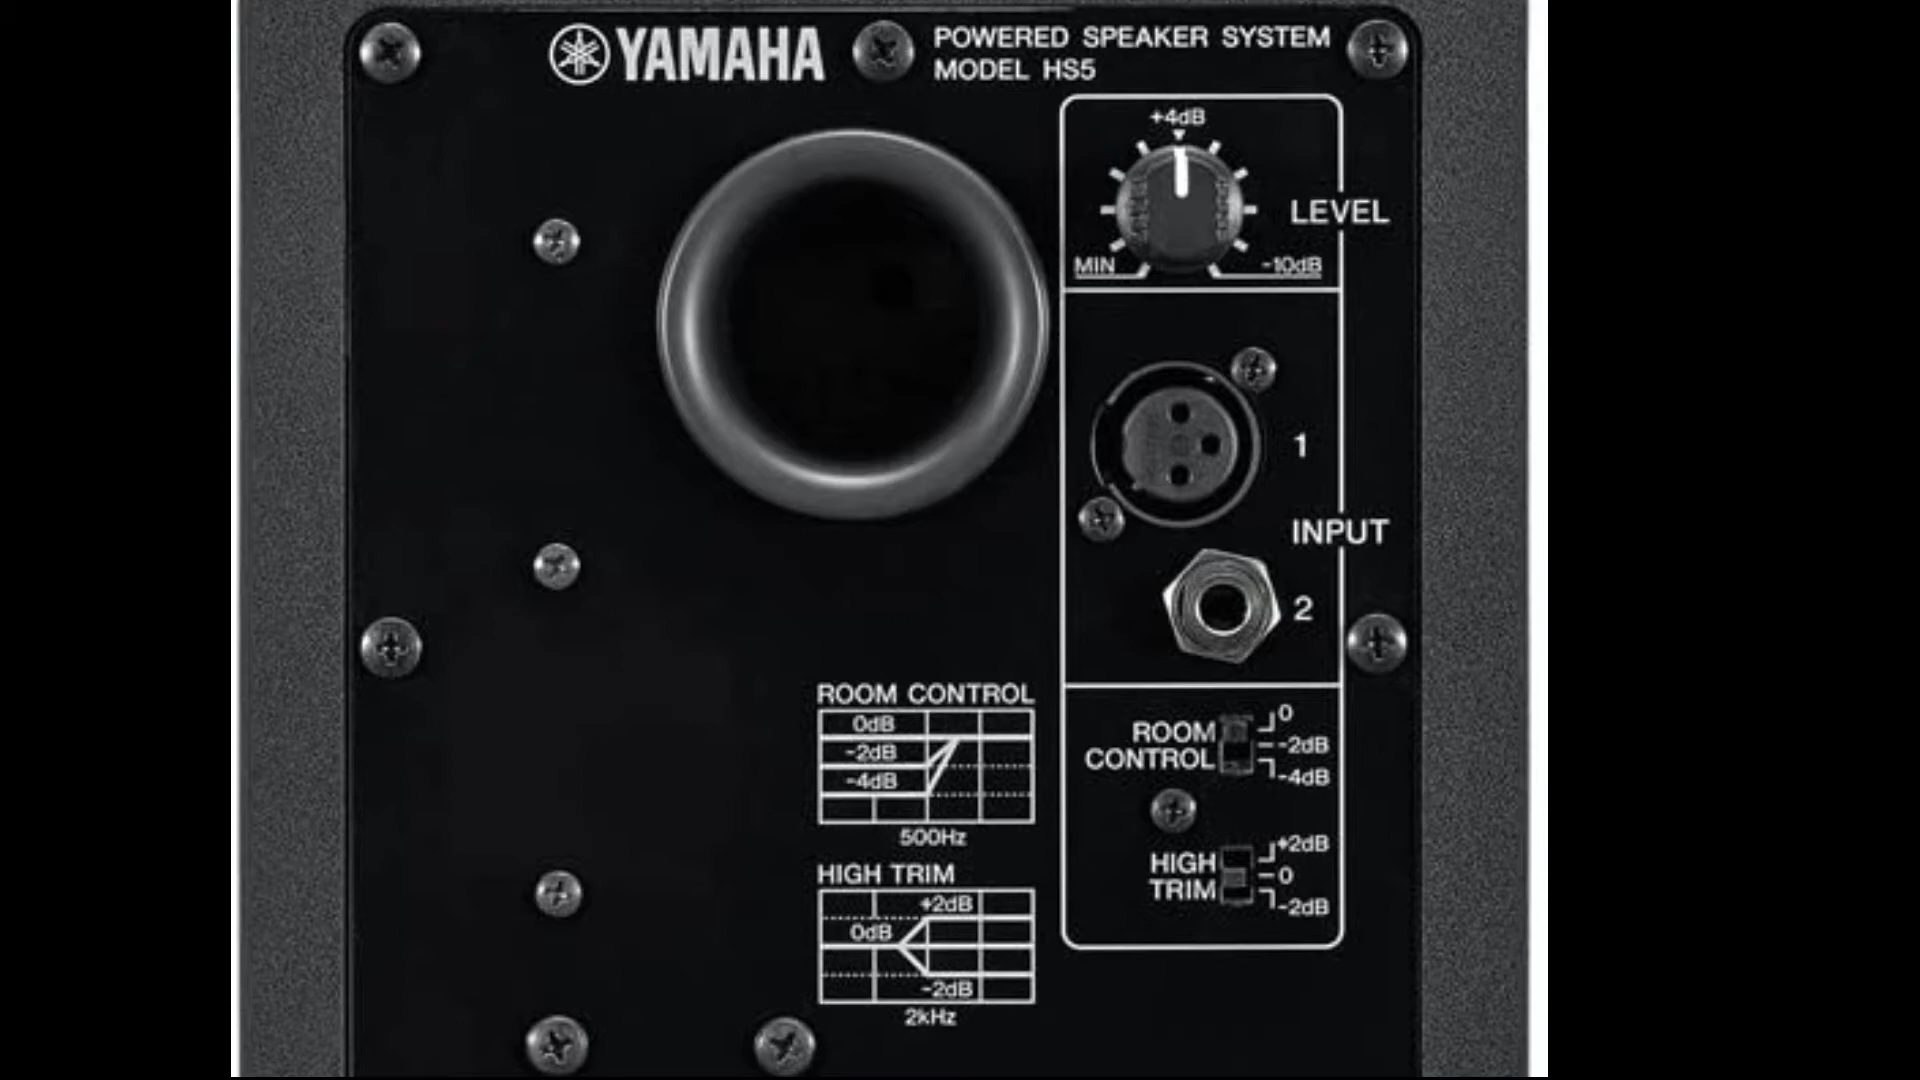 YAMAHA
POWERED SPEAKER SYSTEM
MODEL HS5
+4dB
LEVEL
MIN
-10dB
1
INPUT
2
ROOM CONTROL
0dB
-2dB
-4dB
500Hz
HIGH TRIM
+2dB
0dB
-2dB
2kHz
ROOM
CONTROL
0
-2dB
-4dB
HIGH
TRIM
+2dB
0
-2dB